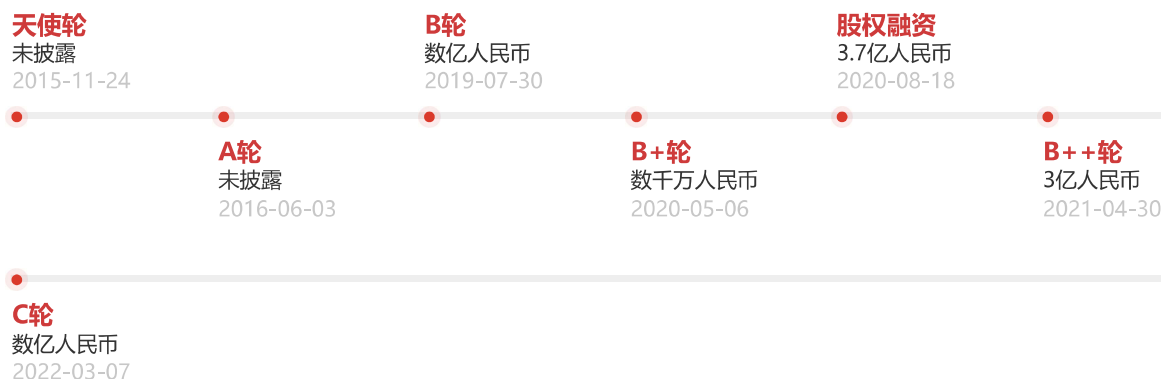 天使轮
未披露
2015-11-24
B轮
数亿人民币
2019-07-30
股权融资
3.7亿人民币
2020-08-18
A轮
未披露
2016-06-03
B+轮
数千万人民币
2020-05-06
B++轮
3亿人民币
2021-04-30
C轮
数亿人民币
2022-03-07